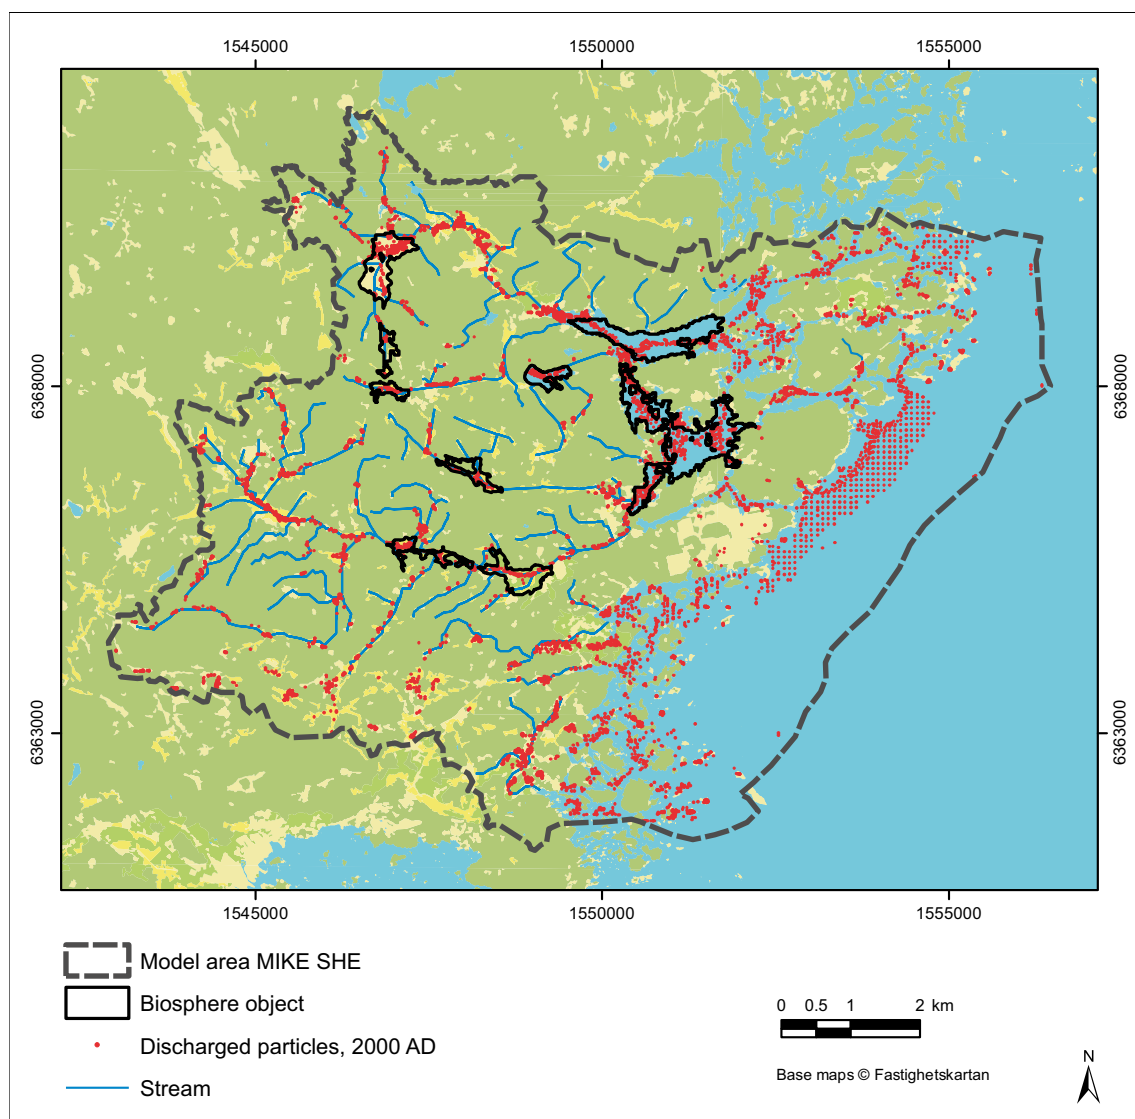 1545000 1550000 1555000
6368000 6368000
6363000 6363000
1545000 1550000 1555000
Model area MIKE SHE
Biosphere object
Discharged particles, 2000 AD
Stream
0 0.5 1 2 km
Base maps © Fastighetskartan
N